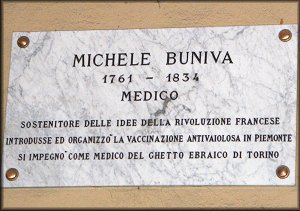 MICHELE BUNIVA
1761 - 1834
MEDICO
SOSTENITORE DELLE IDEE DELLA RIVOLUZIONE FRANCESE
INTRODUSSE ED ORGANIZZO' LA VACCINAZIONE ANTIVAIOLOSA IN PIEMONTE
SI IMPEGNO' COME MEDICO DEL GHETTO EBRAICO DI TORINO